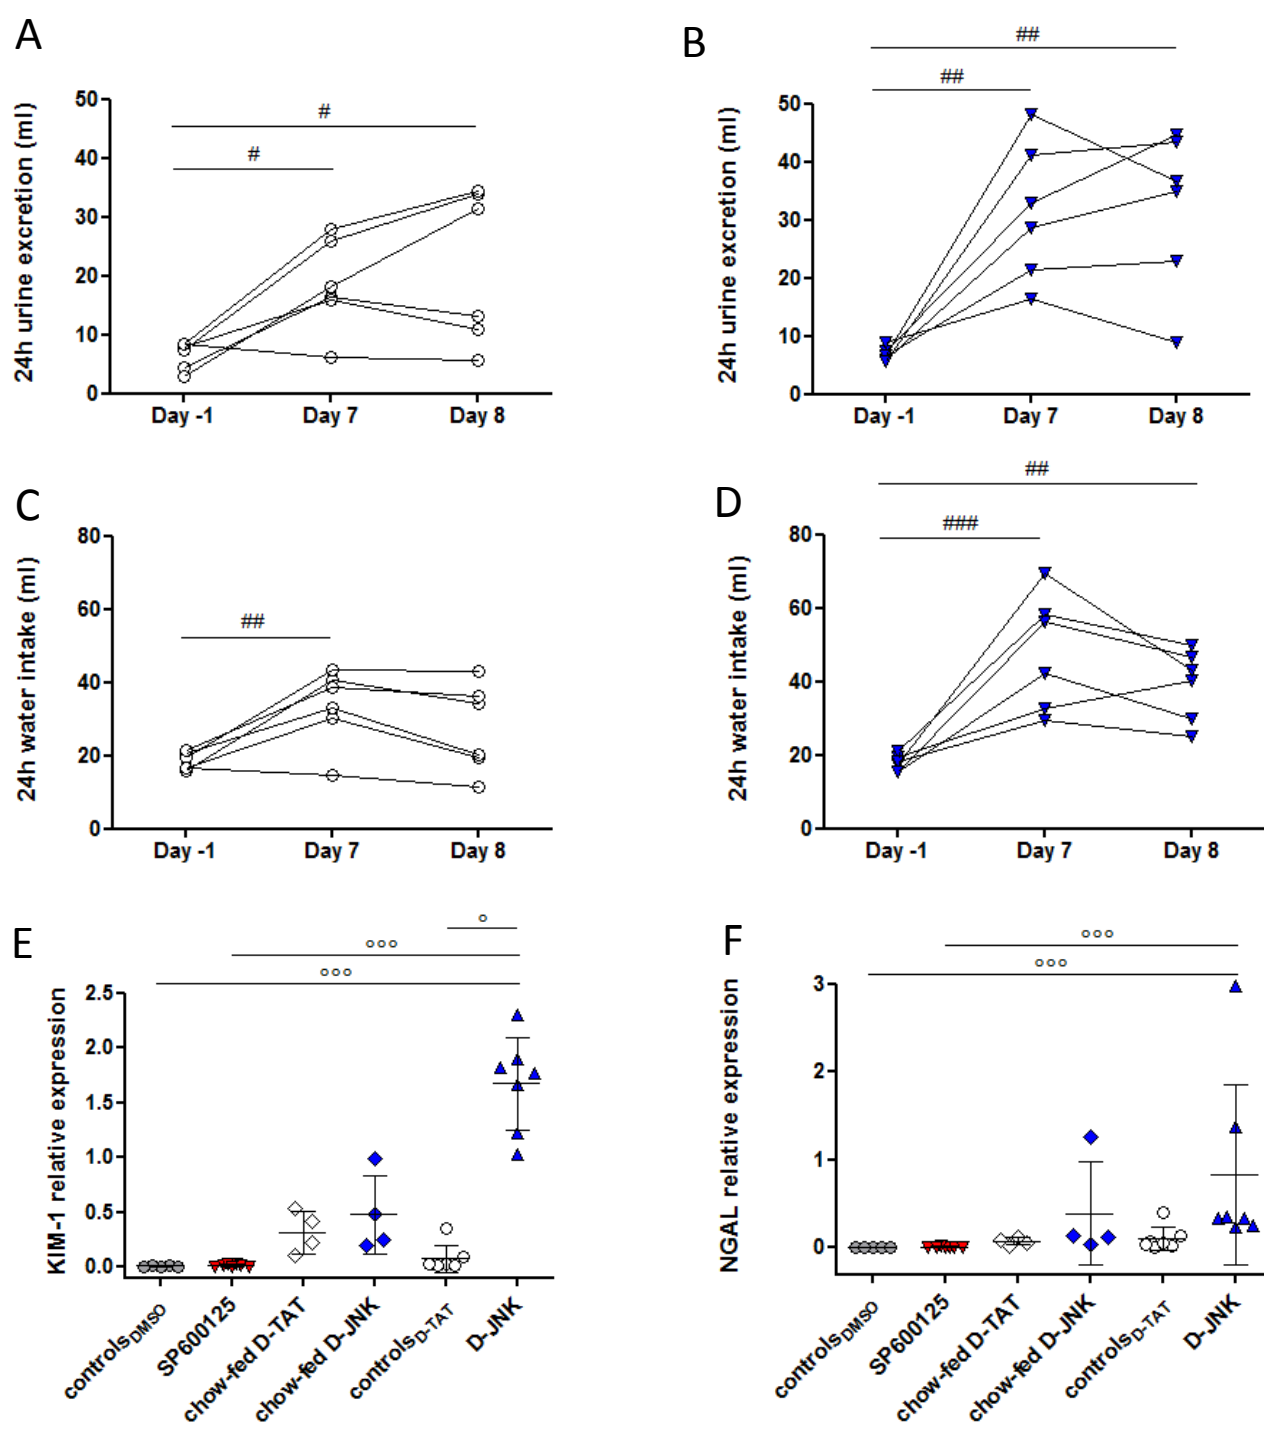 A
24h urine excretion (ml)
50
40
30
20
10
0
#
#
Day -1 Day 7 Day 8
B
24h urine excretion (ml)
50
40
30
20
10
0
##
##
Day -1 Day 7 Day 8
C
24h water intake (ml)
80
60
40
20
0
##
Day -1 Day 7 Day 8
D
24h water intake (ml)
80
60
40
20
0
##
###
Day -1 Day 7 Day 8
E
KIM-1 relative expression
2.5
2.0
1.5
1.0
0.5
0.0
°
°°°
°°°
controlsDMSO
SP600125
chow-fed D-TAT
chow-fed D-JNK
controlsD-TAT
D-JNK
F
NGAL relative expression
3
2
1
0
°°°
°°°
controlsDMSO
SP600125
chow-fed D-TAT
chow-fed D-JNK
controlsD-TAT
D-JNK